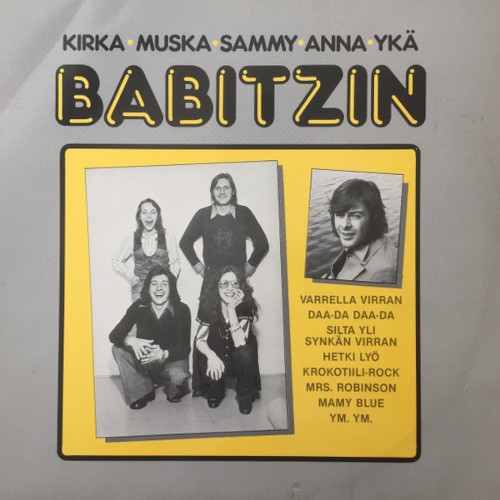 KIRKA • MUSKA • SAMMY • ANNA • YKÄ
BABITZIN
VARRELLA VIRRAN
DAA-DA DAA-DA
SILTA YLI
SYNKÄN VIRRAN
HETKI LYÖ
KROKOTIILI-ROCK
MRS. ROBINSON
MAMY BLUE
YM. YM.